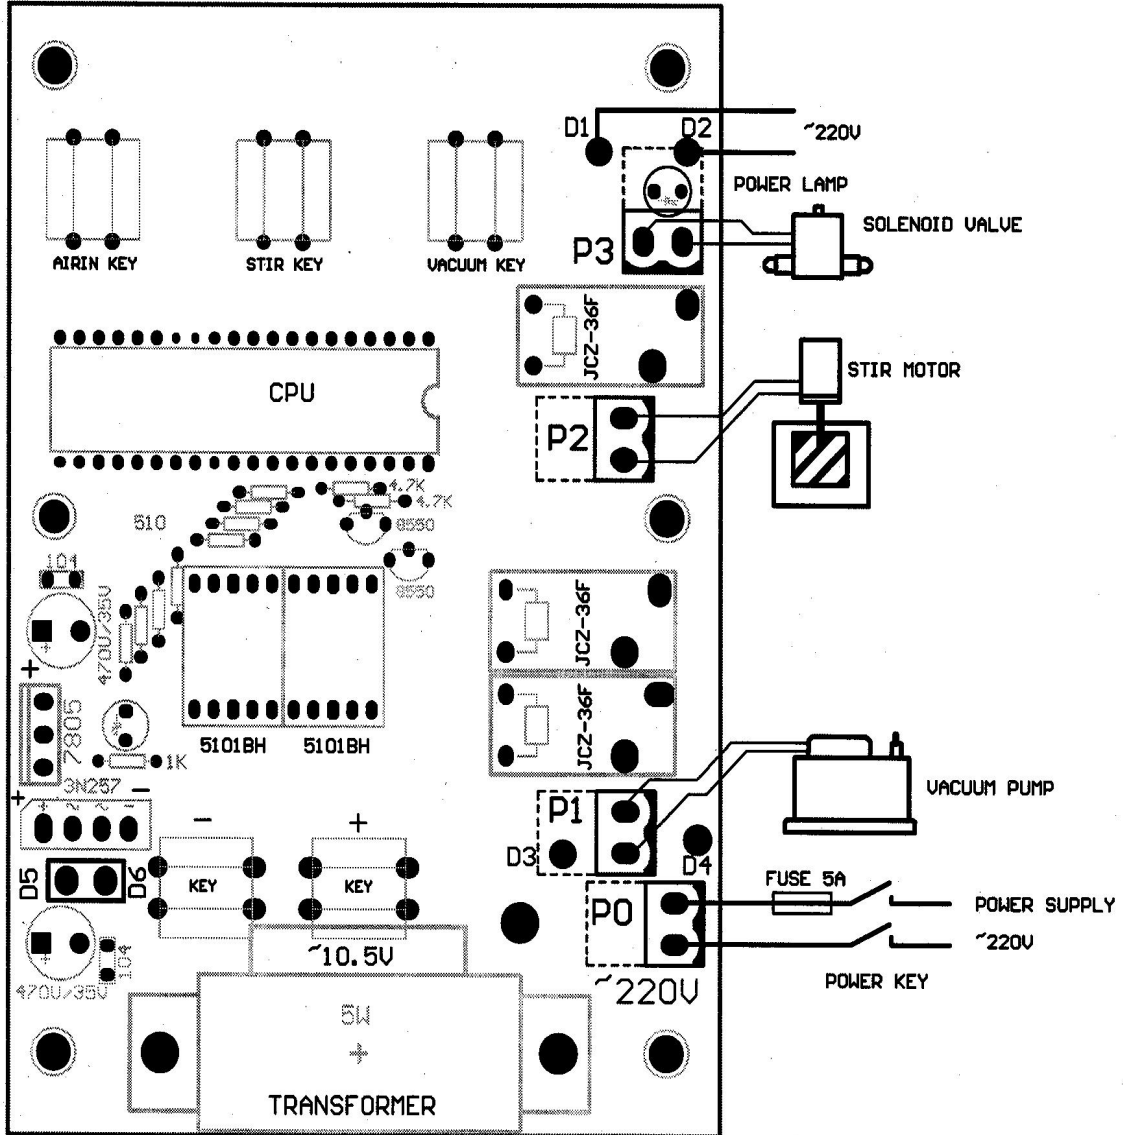 D1
D2
~220V
POWER LAMP
P3
SOLENOID VALVE
AIRIN KEY
STIR KEY
VACUUM KEY
JCZ-36F
CPU
STIR MOTOR
P2
4.7K
4.7K
510
8550
8550
104
470U/35V
+
+
JCZ-36F
JCZ-36F
7805
5101BH
5101BH
1K
3N257
+
-
+
2
2
1
VACUUM PUMP
P1
D3
D4
-
+
D5
D6
KEY
KEY
FUSE 5A
P0
POWER SUPPLY
~220V
POWER KEY
+
104
470U/35V
~10.5V
~220V
5W
+
TRANSFORMER